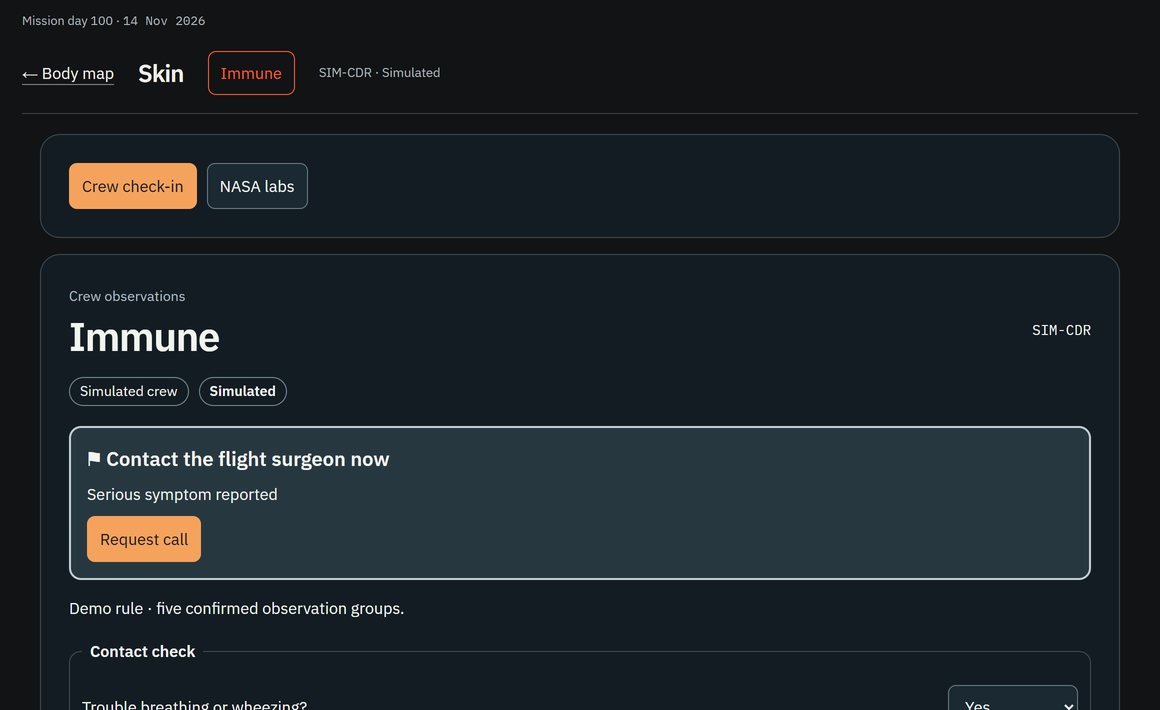 Mission day 100 · 14 Nov 2026
← Body map
Skin
Immune
SIM-CDR · Simulated
Crew check-in
NASA labs
Crew observations
Immune
SIM-CDR
Simulated crew
Simulated
⚑ Contact the flight surgeon now
Serious symptom reported
Request call
Demo rule · five confirmed observation groups.
Contact check
Trouble breathing or wheezing?
Yes